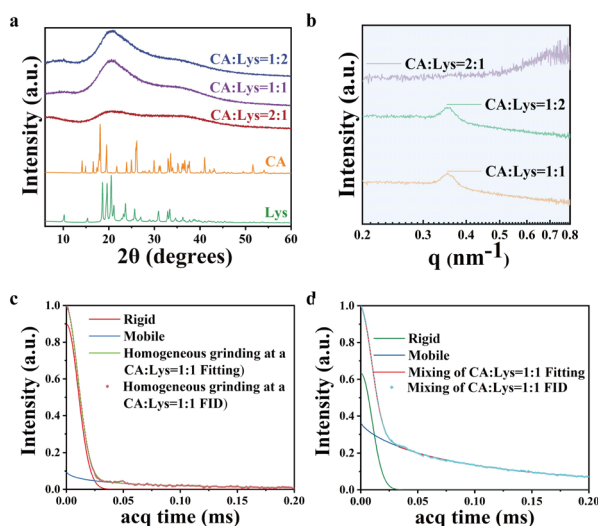 a
Intensity (a.u.)
CA:Lys=1:2
CA:Lys=1:1
CA:Lys=2:1
CA
Lys
10 20 30 40 50 60
2θ (degrees)
b
Intensity (a.u.)
CA:Lys=2:1
CA:Lys=1:2
CA:Lys=1:1
0.2 0.3 0.4 0.5 0.6 0.7 0.8
q (nm-1)
c
Intensity (a.u.)
1.0
0.8
0.6
0.4
0.2
0.0
Rigid
Mobile
Homogeneous grinding at a
CA:Lys=1:1 Fitting)
Homogeneous grinding at a
CA:Lys=1:1 FID)
0.00 0.05 0.10 0.15 0.20
acq time (ms)
d
Intensity (a.u.)
1.0
0.8
0.6
0.4
0.2
0.0
Rigid
Mobile
Mixing of CA:Lys=1:1 Fitting
Mixing of CA:Lys=1:1 FID
0.00 0.05 0.10 0.15 0.20
acq time (ms)